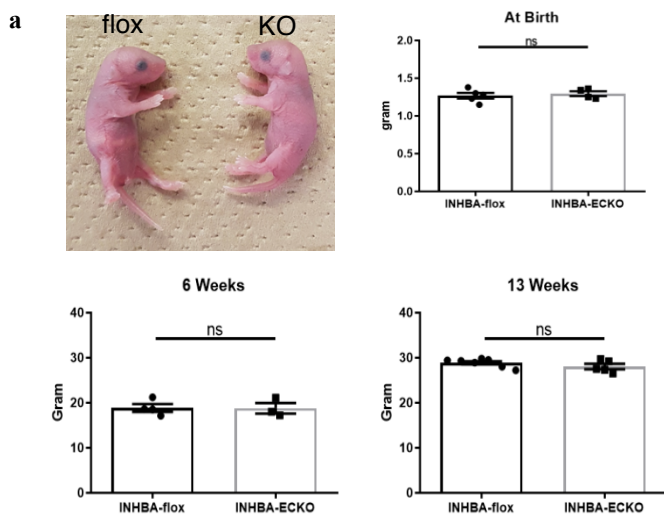 a
flox KO
At Birth
ns
2.0
1.5
gram
1.0
0.5
0.0
INHBA-flox INHBA-ECKO
6 Weeks
ns
40
30
Gram
20
10
0
INHBA-flox INHBA-ECKO
13 Weeks
ns
40
30
Gram
20
10
0
INHBA-flox INHBA-ECKO